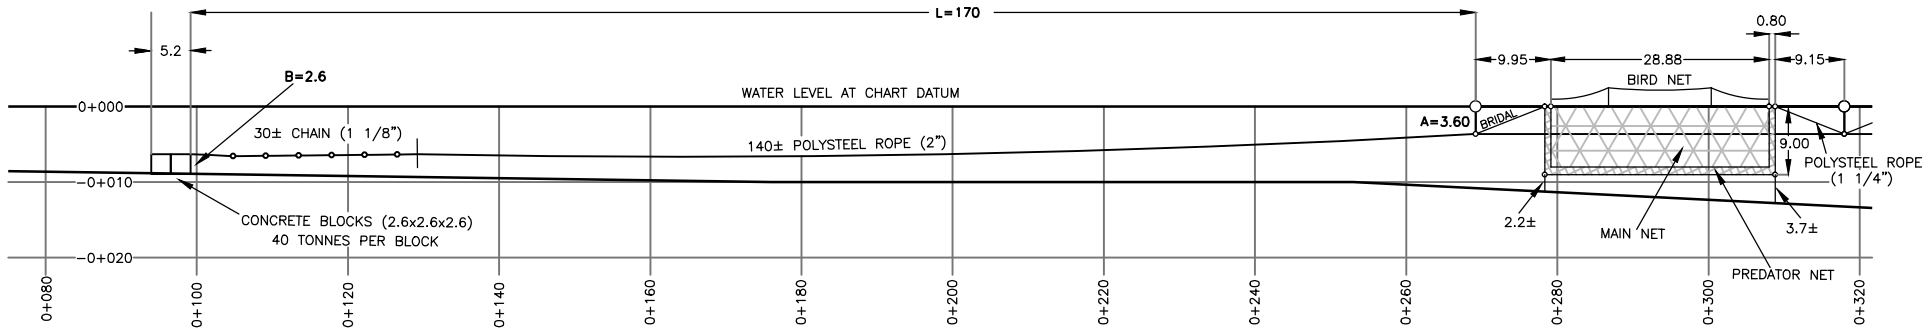 L=170
0.80
5.2
9.95
28.88
9.15
B=2.6
BIRD NET
WATER LEVEL AT CHART DATUM
0+000
A=3.60
BRIDAL
30± CHAIN (1 1/8")
140± POLYSTEEL ROPE (2")
9.00
POLYSTEEL ROPE
(1 1/4")
-0+010
CONCRETE BLOCKS (2.6x2.6x2.6)
40 TONNES PER BLOCK
2.2±
MAIN NET
3.7±
-0+020
PREDATOR NET
0+080
0+100
0+120
0+140
0+160
0+180
0+200
0+220
0+240
0+260
0+280
0+300
0+320